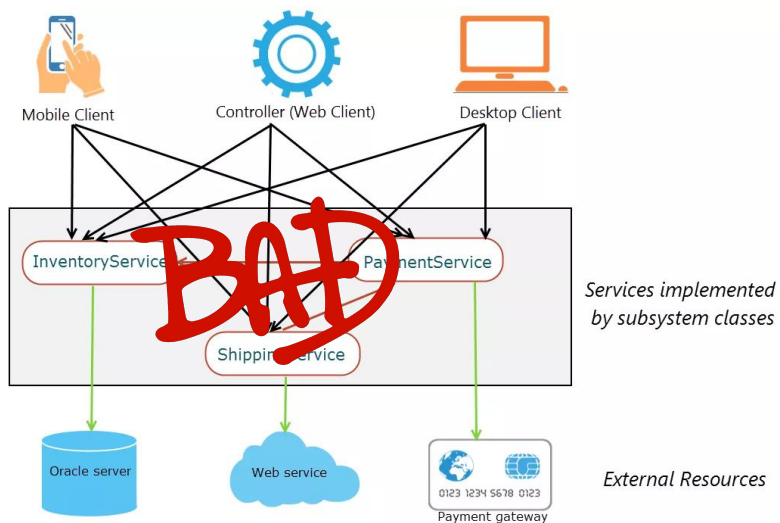 Mobile Client
Controller (Web Client)
Desktop Client
BAD
InventoryService
PaymentService
ShippingService
Services implemented
by subsystem classes
Oracle server
Web service
0123 1234 5678 0123
Payment gateway
External Resources